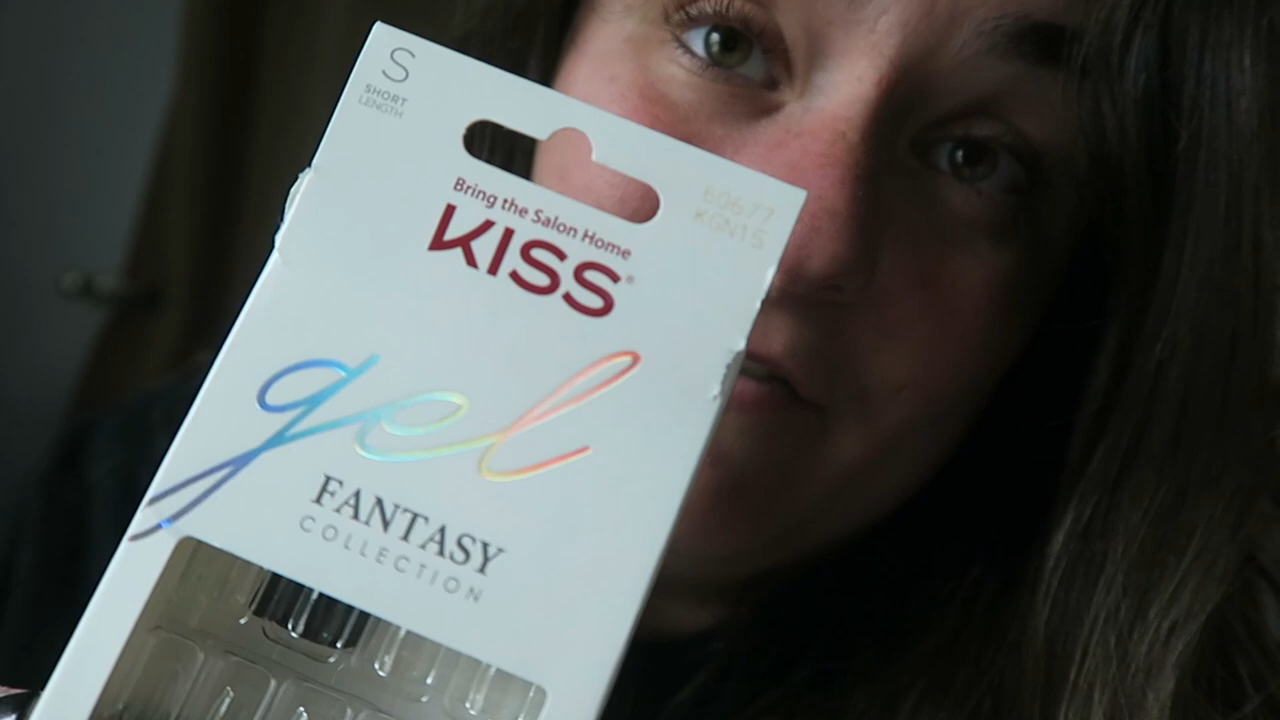 S
SHORT
LENGTH
60677
KGN15
Bring the Salon Home
KISS®
gel
FANTASY
COLLECTION